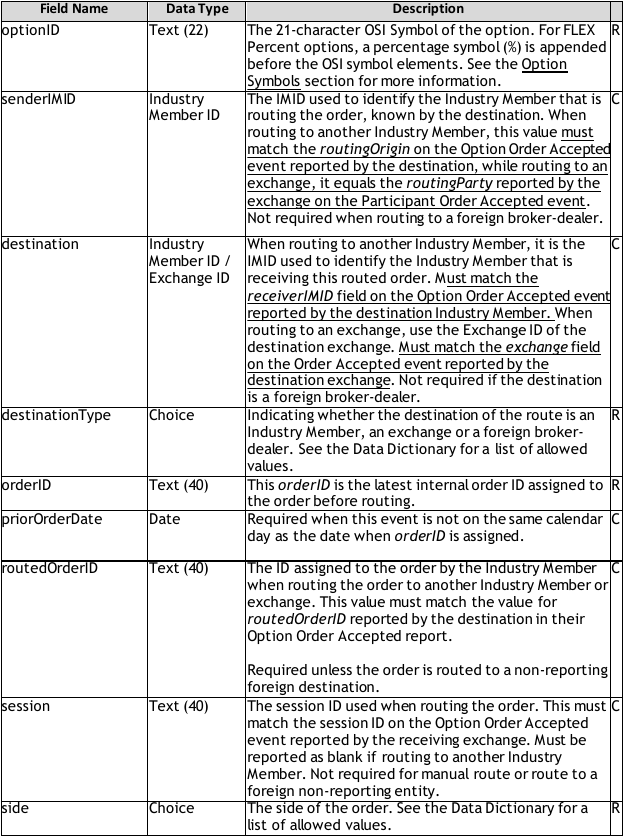 Field Name Data Type Description
optionID Text (22) The 21-character OSI Symbol of the option. For FLEX R
Percent options, a percentage symbol (%) is appended
before the OSI symbol elements. See the Option
Symbols section for more information.
senderIMID Industry The IMID used to identify the Industry Member that is C
Member ID routing the order, known by the destination. When
routing to another Industry Member, this value must
match the routingOrigin on the Option Order Accepted
event reported by the destination, while routing to an
exchange, it equals the routingParty reported by the
exchange on the Participant Order Accepted event.
Not required when routing to a foreign broker-dealer.
destination Industry When routing to another Industry Member, it is the C
Member ID / IMID used to identify the Industry Member that is
Exchange ID receiving this routed order. Must match the
receiverIMID field on the Option Order Accepted event
reported by the destination Industry Member. When
routing to an exchange, use the Exchange ID of the
destination exchange. Must match the exchange field
on the Order Accepted event reported by the
destination exchange. Not required if the destination
is a foreign broker-dealer.
destinationType Choice Indicating whether the destination of the route is an R
Industry Member, an exchange or a foreign broker-
dealer. See the Data Dictionary for a list of allowed
values.
orderID Text (40) This orderID is the latest internal order ID assigned to R
the order before routing.
priorOrderDate Date Required when this event is not on the same calendar C
day as the date when orderID is assigned.
routedOrderID Text (40) The ID assigned to the order by the Industry Member C
when routing the order to another Industry Member or
exchange. This value must match the value for
routedOrderID reported by the destination in their
Option Order Accepted report.
Required unless the order is routed to a non-reporting
foreign destination.
session Text (40) The session ID used when routing the order. This must C
match the session ID on the Option Order Accepted
event reported by the receiving exchange. Must be
reported as blank if routing to another Industry
Member. Not required for manual route or route to a
foreign non-reporting entity.
side Choice The side of the order. See the Data Dictionary for a R
list of allowed values.